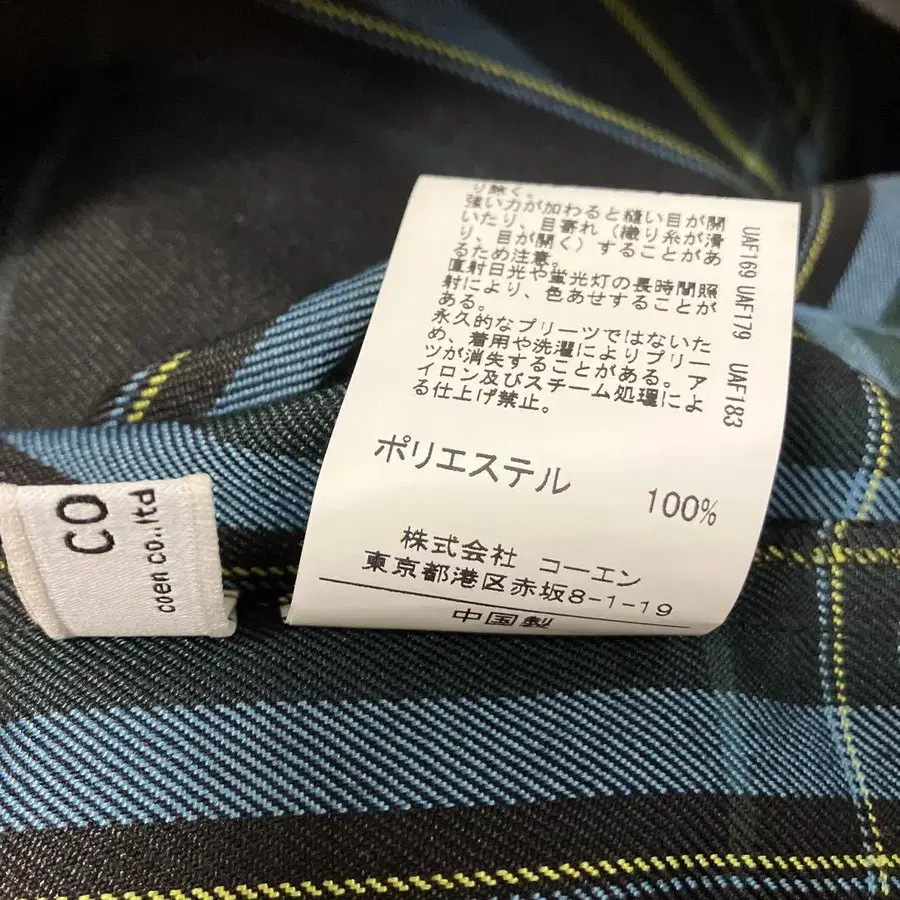 り除く。
強い力が加わると縫い目が開
いたり、目寄れ(織り糸が滑
り、目が開く)することがあ
るため注意。
直射日光や蛍光灯の長時間照
射により、色あせすることが
ある。
永久的なプリーツではないた
め、着用や洗濯によりプリー
ツが消失することがある。ア
イロン及びスチーム処理によ
る仕上げ禁止。
ポリエステル 100%
株式会社 コーエン
東京都港区赤坂8-1-19
中国製
UAF169 UAF179 UAF183
CO
coen co.,ltd